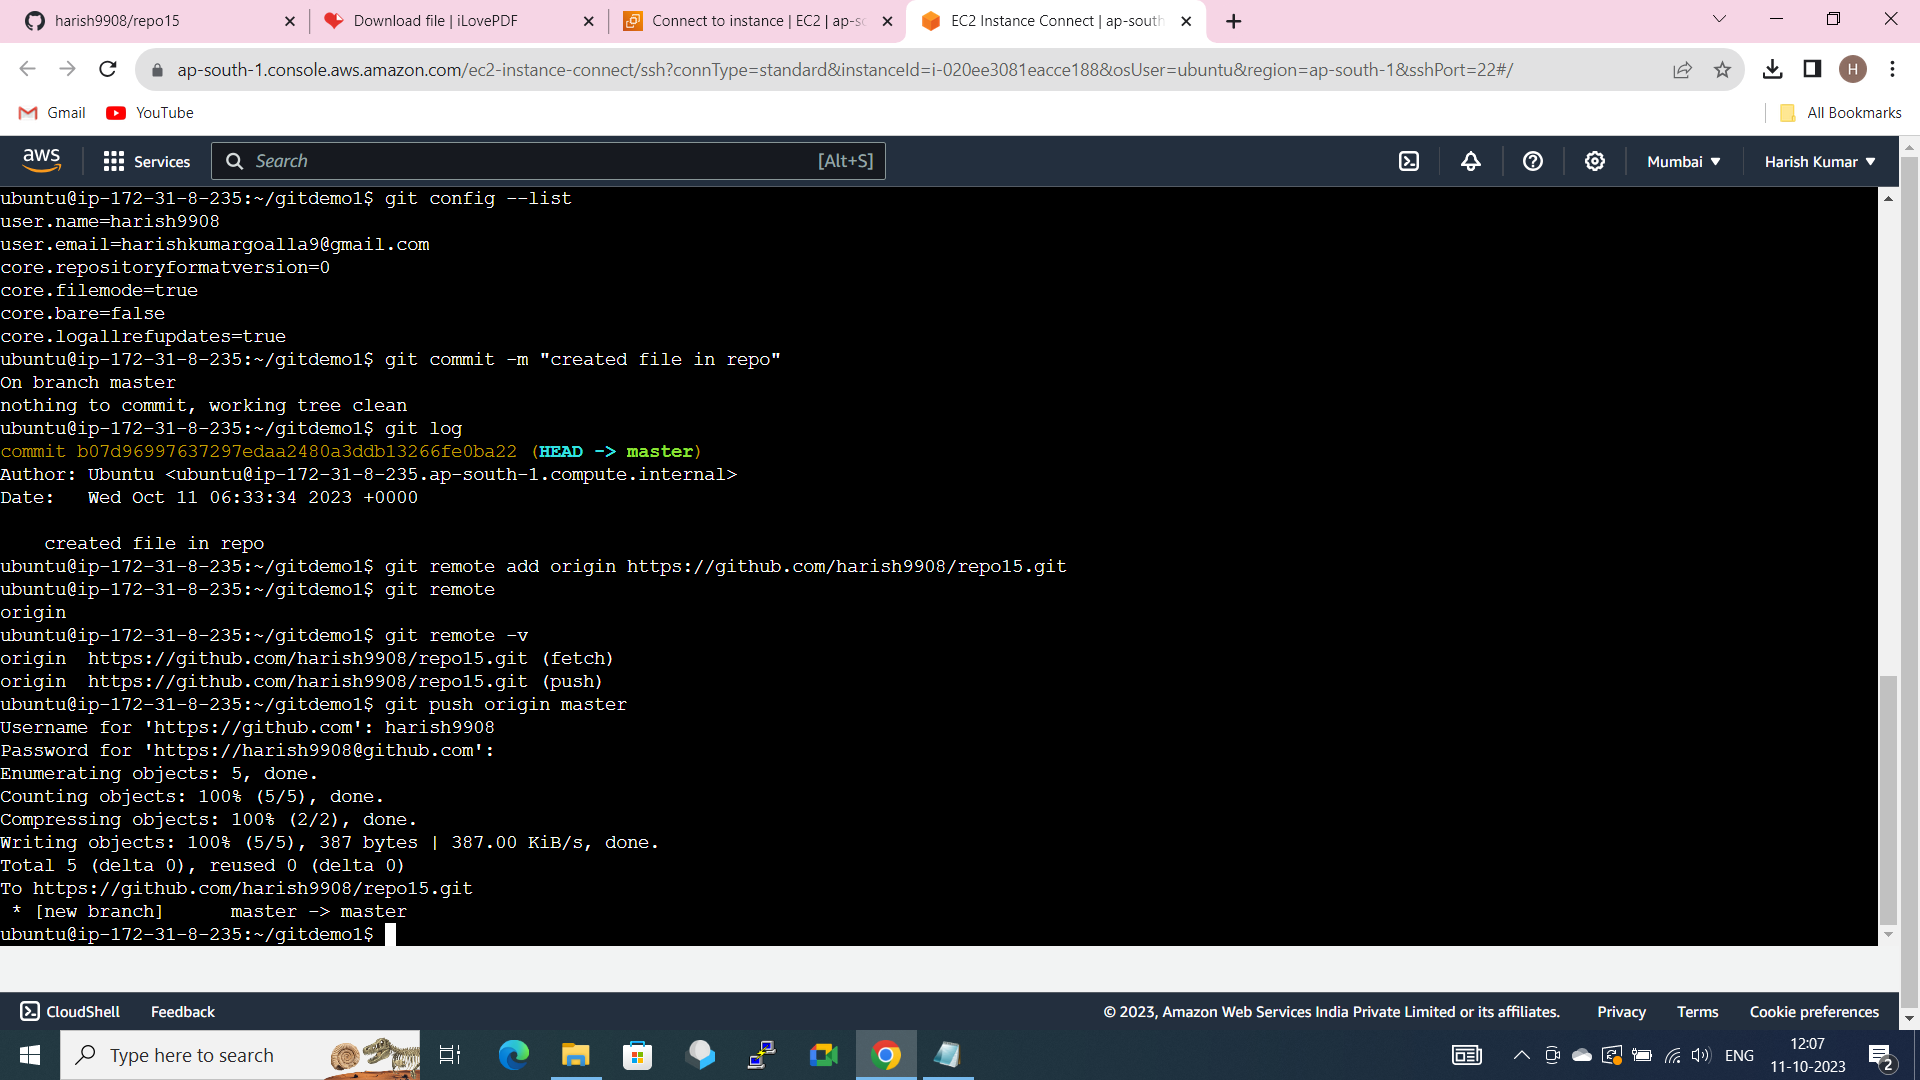 harish9908/repo15
Download file | iLovePDF
Connect to instance | EC2 | ap-so
EC2 Instance Connect | ap-south
ap-south-1.console.aws.amazon.com/ec2-instance-connect/ssh?connType=standard&instanceId=i-020ee3081eacce188&osUser=ubuntu&region=ap-south-1&sshPort=22#/
H
Gmail
YouTube
All Bookmarks
aws
Services
Search
[Alt+S]
Mumbai
Harish Kumar
ubuntu@ip-172-31-8-235:~/gitdemo1$ git config --list
user.name=harish9908
user.email=harishkumargoalla9@gmail.com
core.repositoryformatversion=0
core.filemode=true
core.bare=false
core.logallrefupdates=true
ubuntu@ip-172-31-8-235:~/gitdemo1$ git commit -m "created file in repo"
On branch master
nothing to commit, working tree clean
ubuntu@ip-172-31-8-235:~/gitdemo1$ git log
commit b07d96997637297edaa2480a3ddb13266fe0ba22 (HEAD -> master)
Author: Ubuntu <ubuntu@ip-172-31-8-235.ap-south-1.compute.internal>
Date:   Wed Oct 11 06:33:34 2023 +0000
    created file in repo
ubuntu@ip-172-31-8-235:~/gitdemo1$ git remote add origin https://github.com/harish9908/repo15.git
ubuntu@ip-172-31-8-235:~/gitdemo1$ git remote
origin
ubuntu@ip-172-31-8-235:~/gitdemo1$ git remote -v
origin  https://github.com/harish9908/repo15.git (fetch)
origin  https://github.com/harish9908/repo15.git (push)
ubuntu@ip-172-31-8-235:~/gitdemo1$ git push origin master
Username for 'https://github.com': harish9908
Password for 'https://harish9908@github.com':
Enumerating objects: 5, done.
Counting objects: 100% (5/5), done.
Compressing objects: 100% (2/2), done.
Writing objects: 100% (5/5), 387 bytes | 387.00 KiB/s, done.
Total 5 (delta 0), reused 0 (delta 0)
To https://github.com/harish9908/repo15.git
 * [new branch]      master -> master
ubuntu@ip-172-31-8-235:~/gitdemo1$
CloudShell
Feedback
© 2023, Amazon Web Services India Private Limited or its affiliates.
Privacy
Terms
Cookie preferences
Type here to search
ENG
12:07
11-10-2023
2